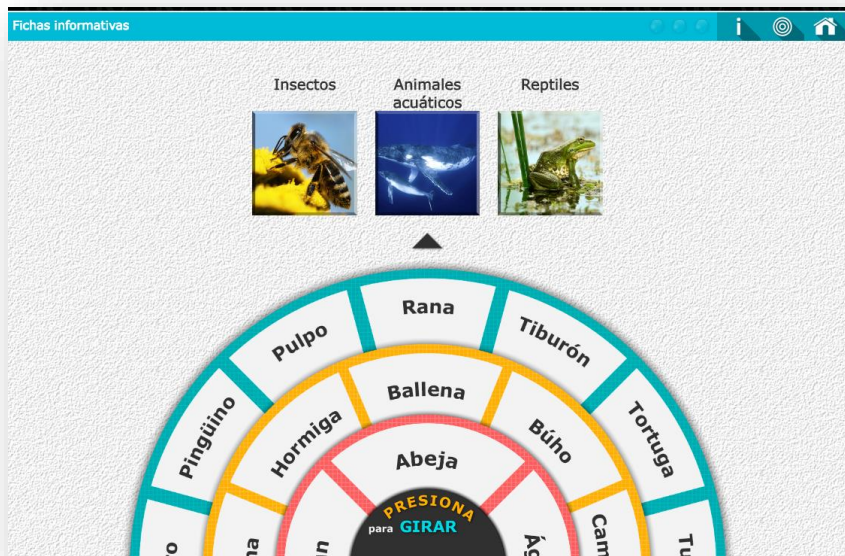 Fichas informativas
Insectos
Animales
acuáticos
Reptiles
Rana
Pulpo
Tiburón
Pingüino
Tortuga
Ballena
Hormiga
Búho
Abeja
PRESIONA
para GIRAR